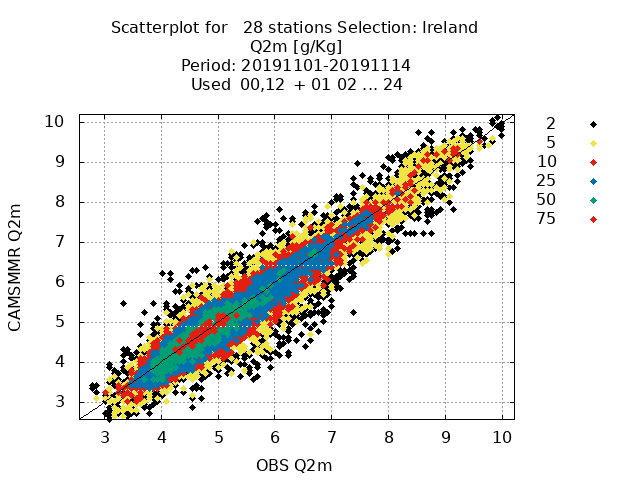 Scatterplot for 28 stations Selection: Ireland
Q2m [g/Kg]
Period: 20191101-20191114
Used 00,12 + 01 02 ... 24
10
9
8
7
6
5
4
3
CAMSMMR Q2m
3 4 5 6 7 8 9 10
OBS Q2m
2
5
10
25
50
75